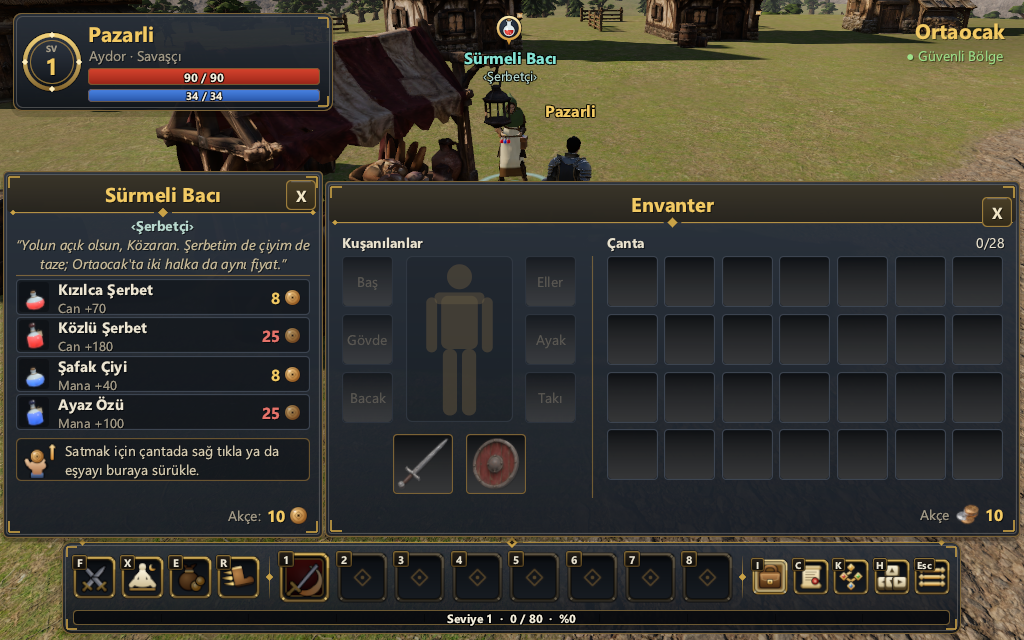 Pazarli
SV
1
Aydor · Savaşçı
90 / 90
34 / 34
Sürmeli Bacı
‹Şerbetçi›
Pazarli
Ortaocak
Güvenli Bölge
Sürmeli Bacı
X
‹Şerbetçi›
"Yolun açık olsun, Közaran. Şerbetim de çiyim de
taze; Ortaocak'ta iki halka da aynı fiyat."
Kızılca Şerbet
Can +70
8
Közlü Şerbet
Can +180
25
Şafak Çiyi
Mana +40
8
Ayaz Özü
Mana +100
25
Satmak için çantada sağ tıkla ya da
eşyayı buraya sürükle.
Akçe: 10
Envanter
X
Kuşanılanlar
Baş
Eller
Gövde
Ayak
Bacak
Takı
Çanta
0/28
Akçe 10
F X E R 1 2 3 4 5 6 7 8 I C K H Esc
Seviye 1 · 0 / 80 · %0